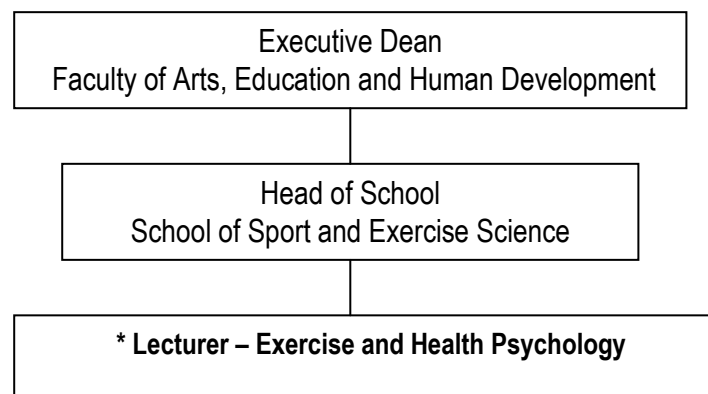 Executive Dean
Faculty of Arts, Education and Human Development
Head of School
School of Sport and Exercise Science
* Lecturer – Exercise and Health Psychology